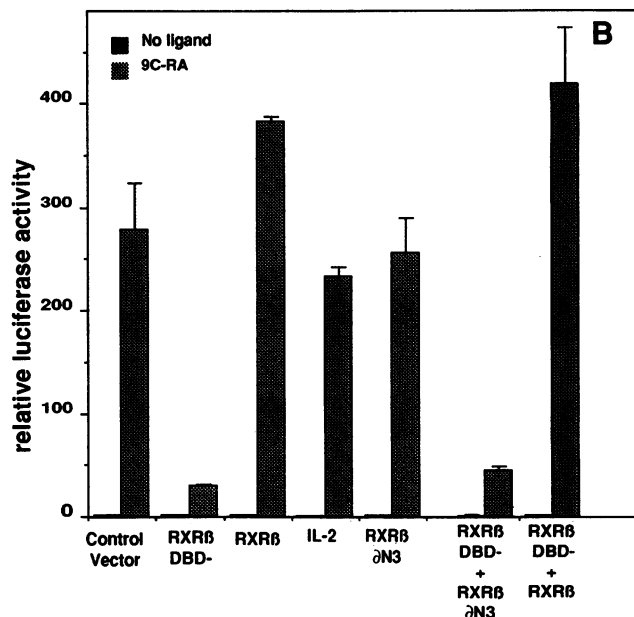 B
No ligand
9C-RA
relative luciferase activity
400
300
200
100
0
Control
Vector
RXRß
DBD-
RXRß
IL-2
RXRß
∂N3
RXRß
DBD-
+
RXRß
∂N3
RXRß
DBD-
+
RXRß